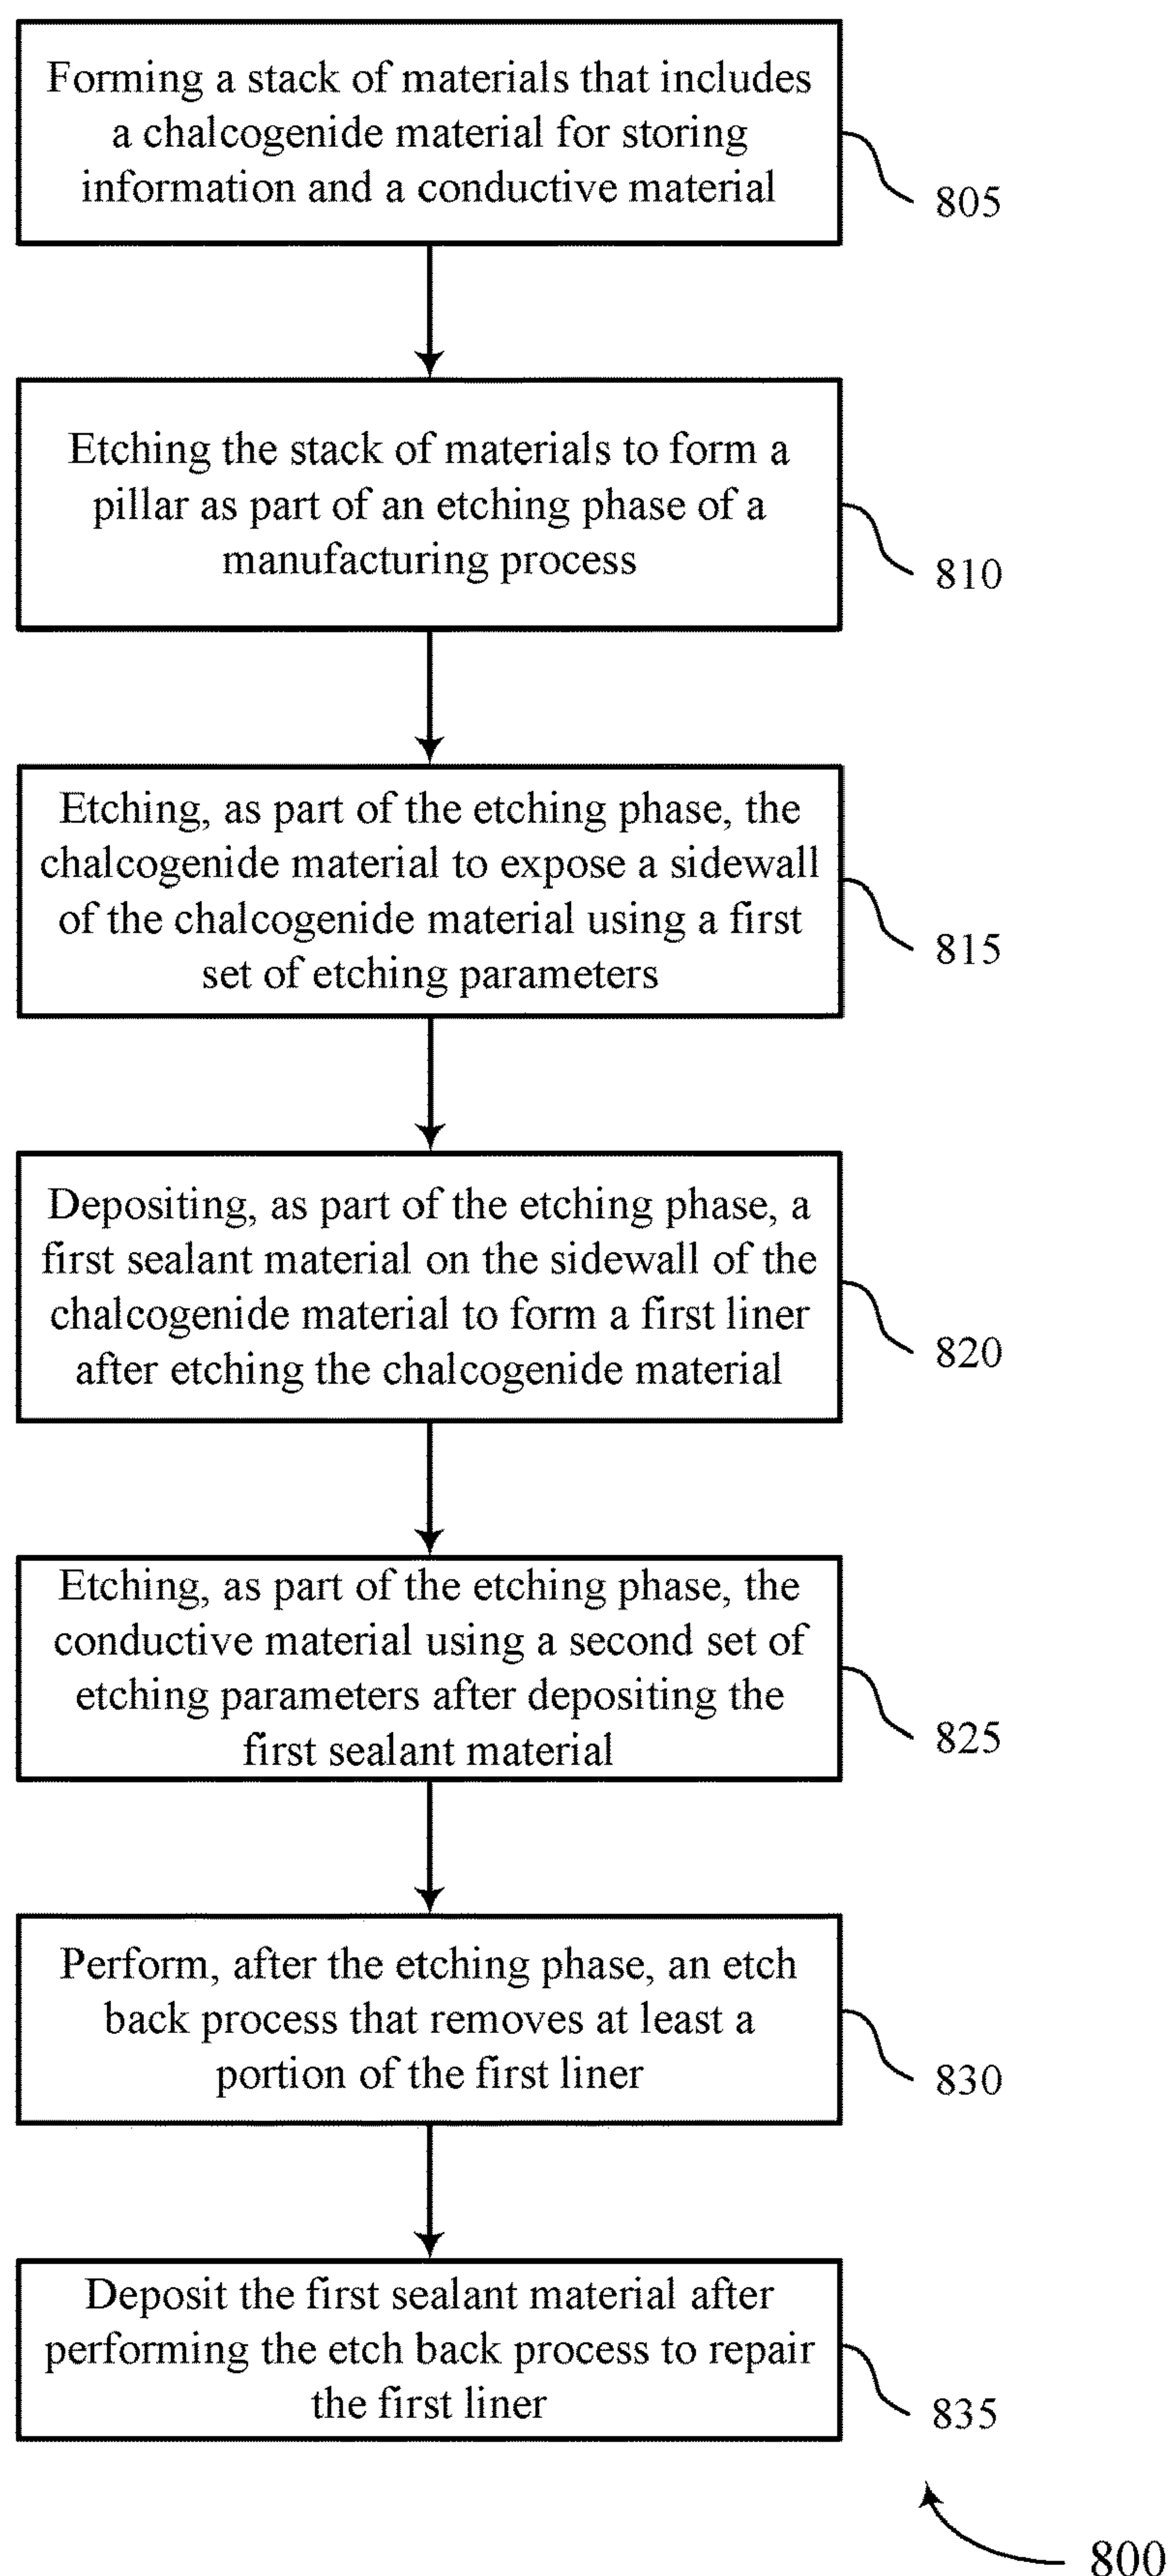 Forming a stack of materials that includes
a chalcogenide material for storing
information and a conductive material
805
Etching the stack of materials to form a
pillar as part of an etching phase of a
manufacturing process
810
Etching, as part of the etching phase, the
chalcogenide material to expose a sidewall
of the chalcogenide material using a first
set of etching parameters
815
Depositing, as part of the etching phase, a
first sealant material on the sidewall of the
chalcogenide material to form a first liner
after etching the chalcogenide material
820
Etching, as part of the etching phase, the
conductive material using a second set of
etching parameters after depositing the
first sealant material
825
Perform, after the etching phase, an etch
back process that removes at least a
portion of the first liner
830
Deposit the first sealant material after
performing the etch back process to repair
the first liner
835
800